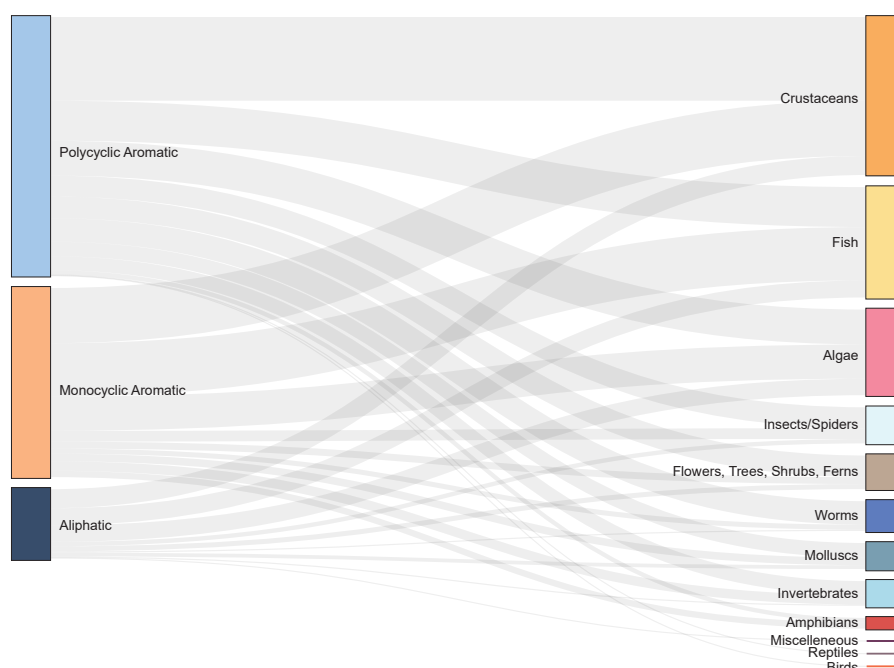 Polycyclic Aromatic
Monocyclic Aromatic
Aliphatic
Crustaceans
Fish
Algae
Insects/Spiders
Flowers, Trees, Shrubs, Ferns
Worms
Molluscs
Invertebrates
Amphibians
Miscelleneous
Reptiles
Birds